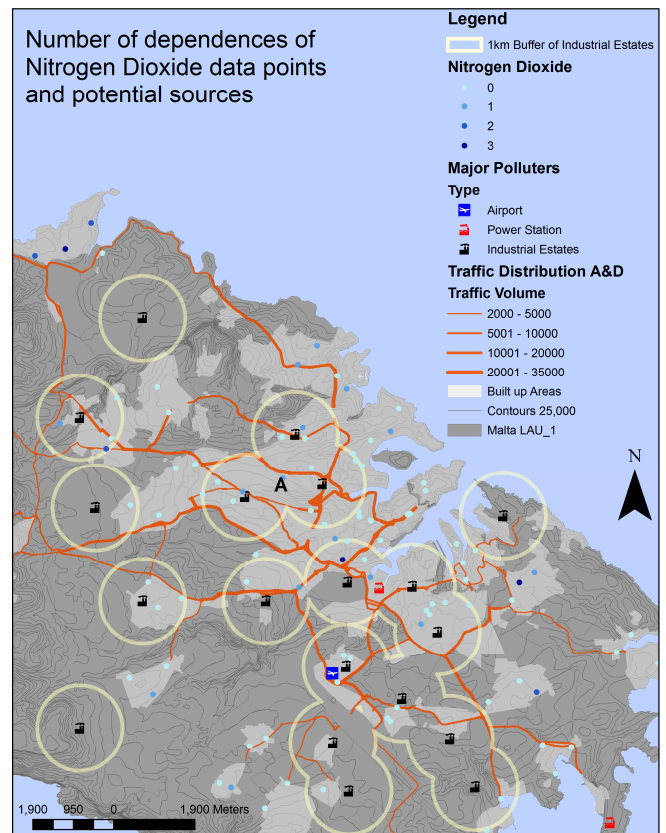 Number of dependences of
Nitrogen Dioxide data points
and potential sources
Legend
1km Buffer of Industrial Estates
Nitrogen Dioxide
0
1
2
3
Major Polluters
Type
Airport
Power Station
Industrial Estates
Traffic Distribution A&D
Traffic Volume
2000 - 5000
5001 - 10000
10001 - 20000
20001 - 35000
Built up Areas
Contours 25,000
Malta LAU_1
N
A
1,900 950 0 1,900 Meters